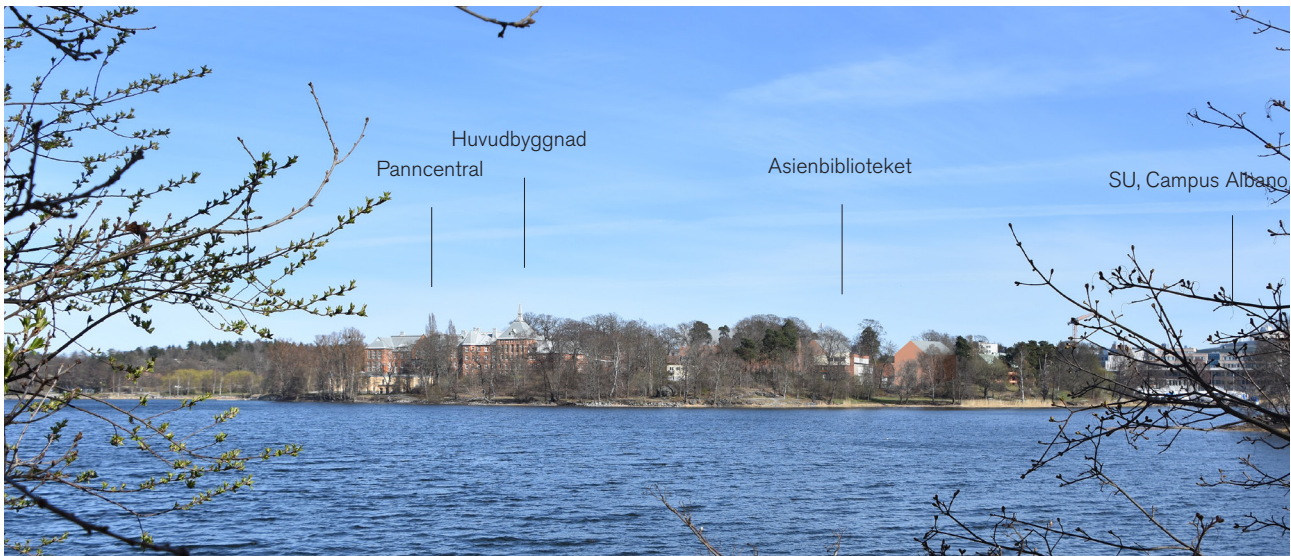 Huvudbyggnad
Panncentral
Asienbiblioteket
SU, Campus Albano